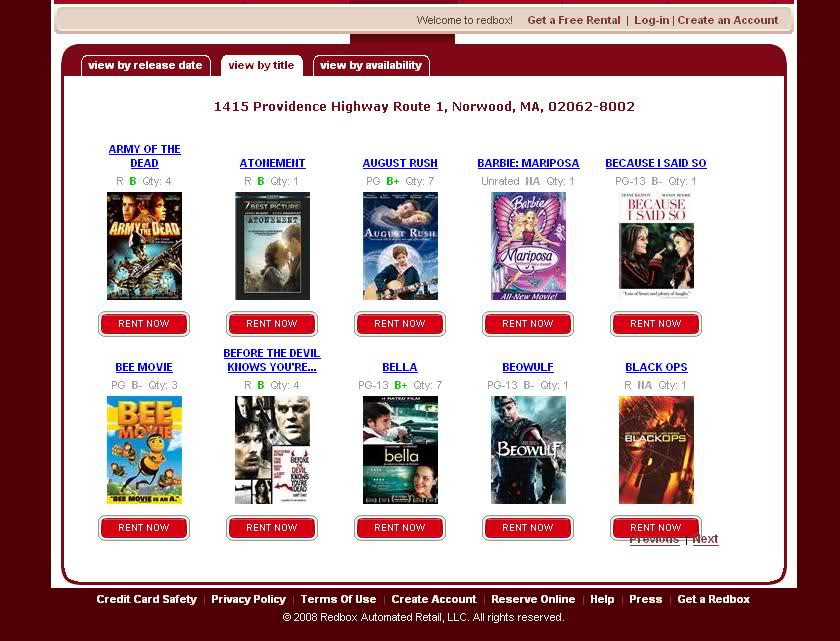 Welcome to redbox! Get a Free Rental | Log-in | Create an Account
view by release date view by title view by availability
1415 Providence Highway Route 1, Norwood, MA, 02062-8002
ARMY OF THE DEAD
R B Qty: 4
ARMY OF THE DEAD
RENT NOW
ATONEMENT
R B Qty: 1
BEST PICTURE
ATONEMENT
RENT NOW
AUGUST RUSH
PG B+ Qty: 7
AUGUST RUSH
RENT NOW
BARBIE: MARIPOSA
Unrated NA Qty: 1
Barbie
Mariposa
All-New Movie!
RENT NOW
BECAUSE I SAID SO
PG-13 B- Qty: 1
DIANE KEATON MANDY MOORE
BECAUSE
I SAID SO
RENT NOW
BEE MOVIE
PG B- Qty: 3
BEE
MOVIE
"BEE MOVIE IS AN A."
RENT NOW
BEFORE THE DEVIL
KNOWS YOU'RE...
R B Qty: 4
BEFORE
THE DEVIL
KNOWS
YOU'RE
DEAD
RENT NOW
BELLA
PG-13 B+ Qty: 7
bella
RENT NOW
BEOWULF
PG-13 B- Qty: 1
BEOWULF
RENT NOW
BLACK OPS
R NA Qty: 1
BLACKOPS
RENT NOW
Previous | Next
Credit Card Safety | Privacy Policy | Terms Of Use | Create Account | Reserve Online | Help | Press | Get a Redbox
© 2008 Redbox Automated Retail, LLC. All rights reserved.